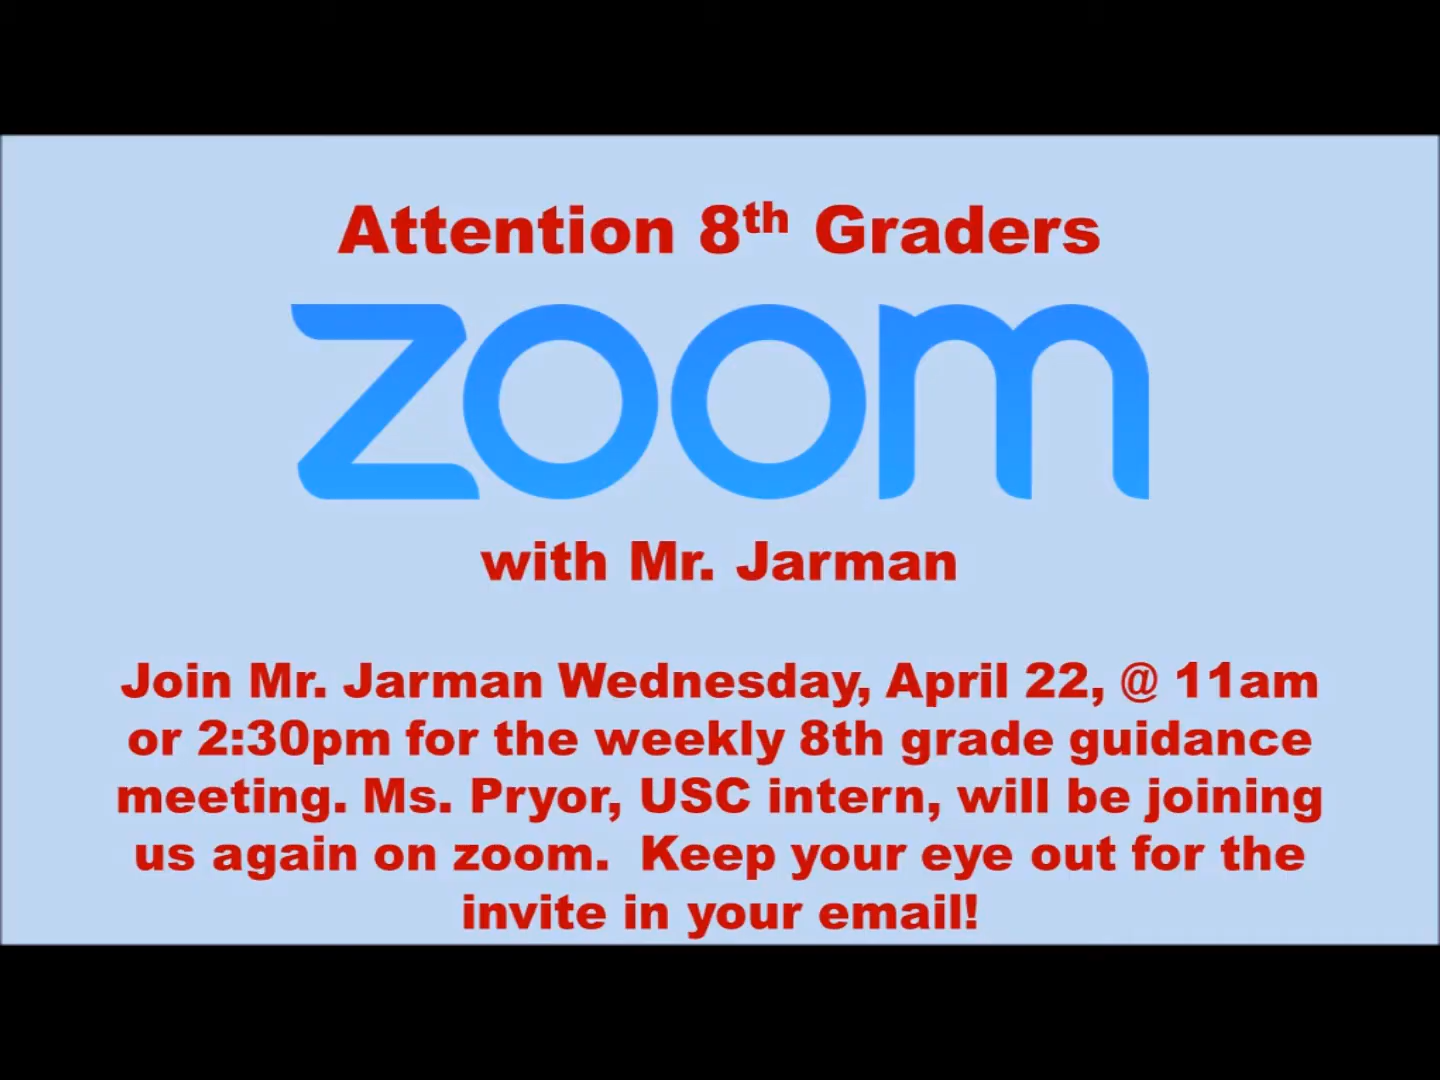 Attention 8th Graders
zoom
with Mr. Jarman
Join Mr. Jarman Wednesday, April 22, @ 11am
or 2:30pm for the weekly 8th grade guidance
meeting. Ms. Pryor, USC intern, will be joining
us again on zoom.  Keep your eye out for the
invite in your email!